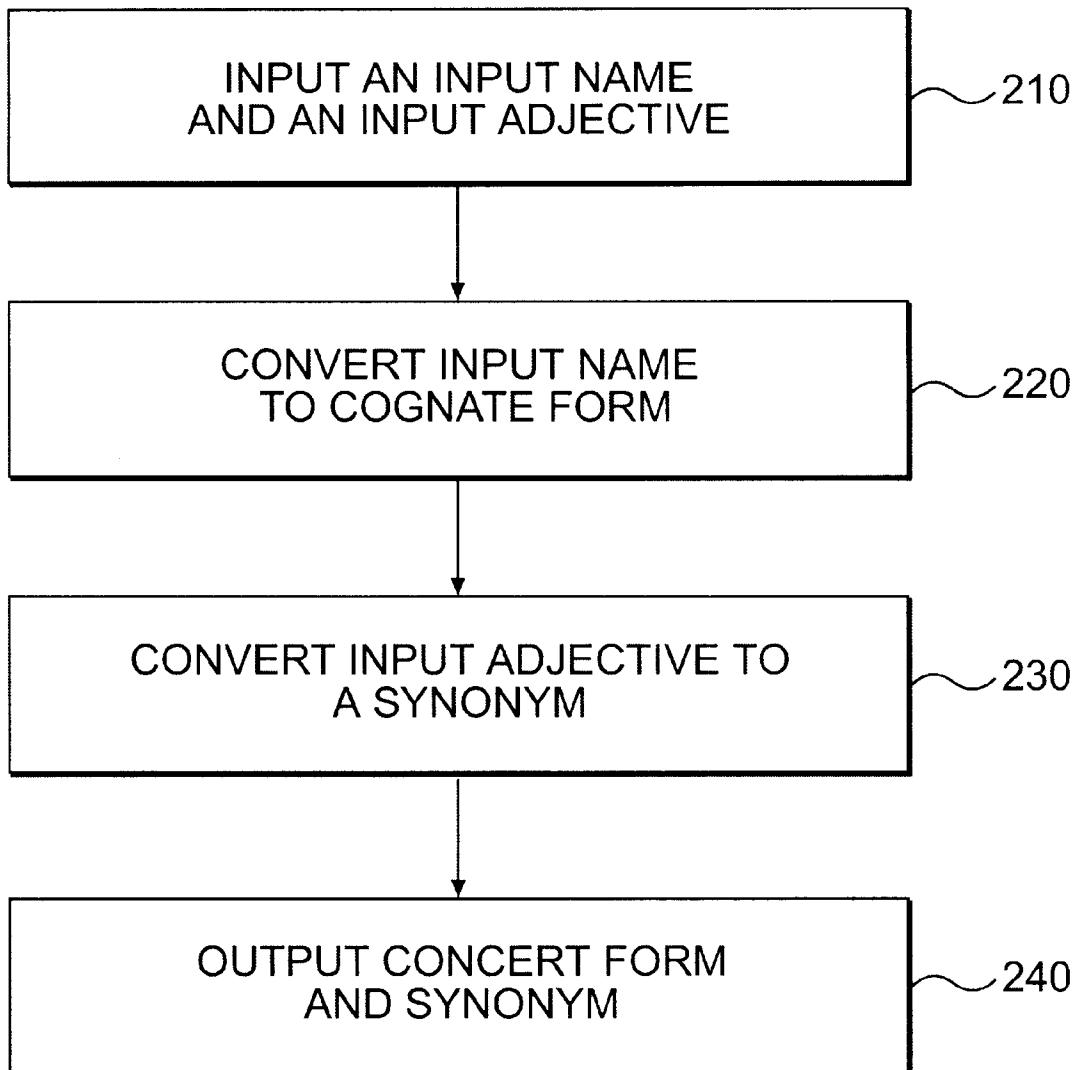 INPUT AN INPUT NAME
AND AN INPUT ADJECTIVE
210
CONVERT INPUT NAME
TO COGNATE FORM
220
CONVERT INPUT ADJECTIVE TO
A SYNONYM
230
OUTPUT CONCERT FORM
AND SYNONYM
240